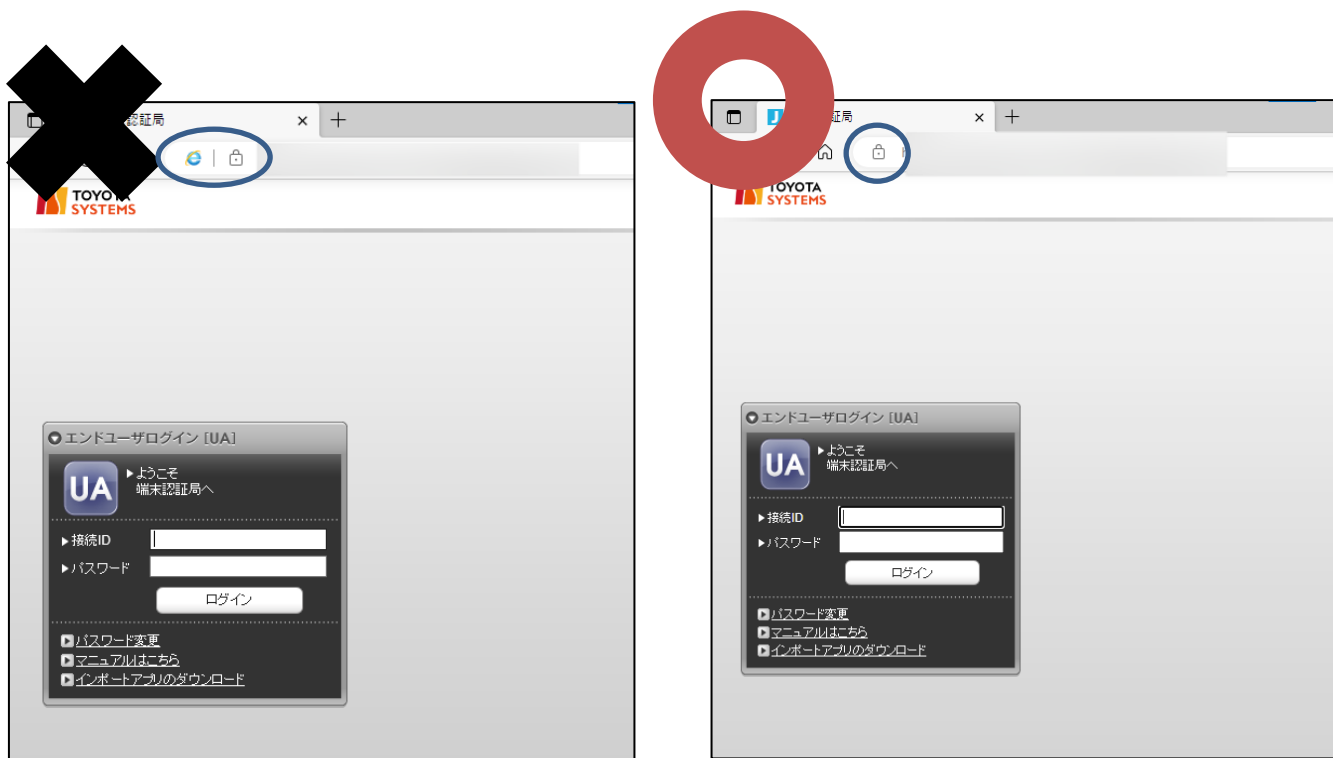 認証局
TOYOTA
SYSTEMS
エンドユーザログイン [UA]
UA
ようこそ
端末認証局へ
接続ID
パスワード
ログイン
パスワード変更
マニュアルはこちら
インポートアプリのダウンロード
J
証局
TOYOTA
SYSTEMS
エンドユーザログイン [UA]
UA
ようこそ
端末認証局へ
接続ID
パスワード
ログイン
パスワード変更
マニュアルはこちら
インポートアプリのダウンロード